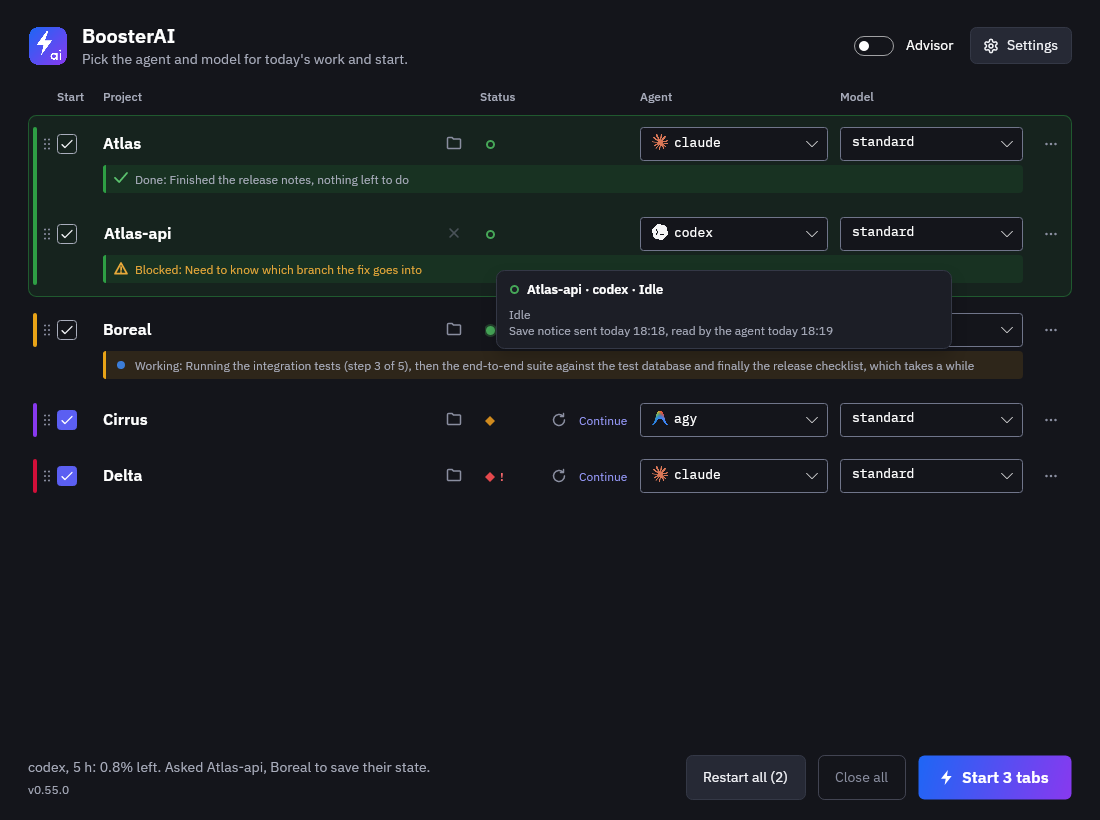 ai
BoosterAI
Pick the agent and model for today's work and start.
Advisor
Settings
Start
Project
Status
Agent
Model
Atlas
claude
standard
Done: Finished the release notes, nothing left to do
Atlas-api
codex
standard
Blocked: Need to know which branch the fix goes into
Atlas-api · codex · Idle
Idle
Save notice sent today 18:18, read by the agent today 18:19
Boreal
Working: Running the integration tests (step 3 of 5), then the end-to-end suite against the test database and finally the release checklist, which takes a while
Cirrus
Continue
agy
standard
Delta
!
Continue
claude
standard
codex, 5 h: 0.8% left. Asked Atlas-api, Boreal to save their state.
v0.55.0
Restart all (2)
Close all
Start 3 tabs